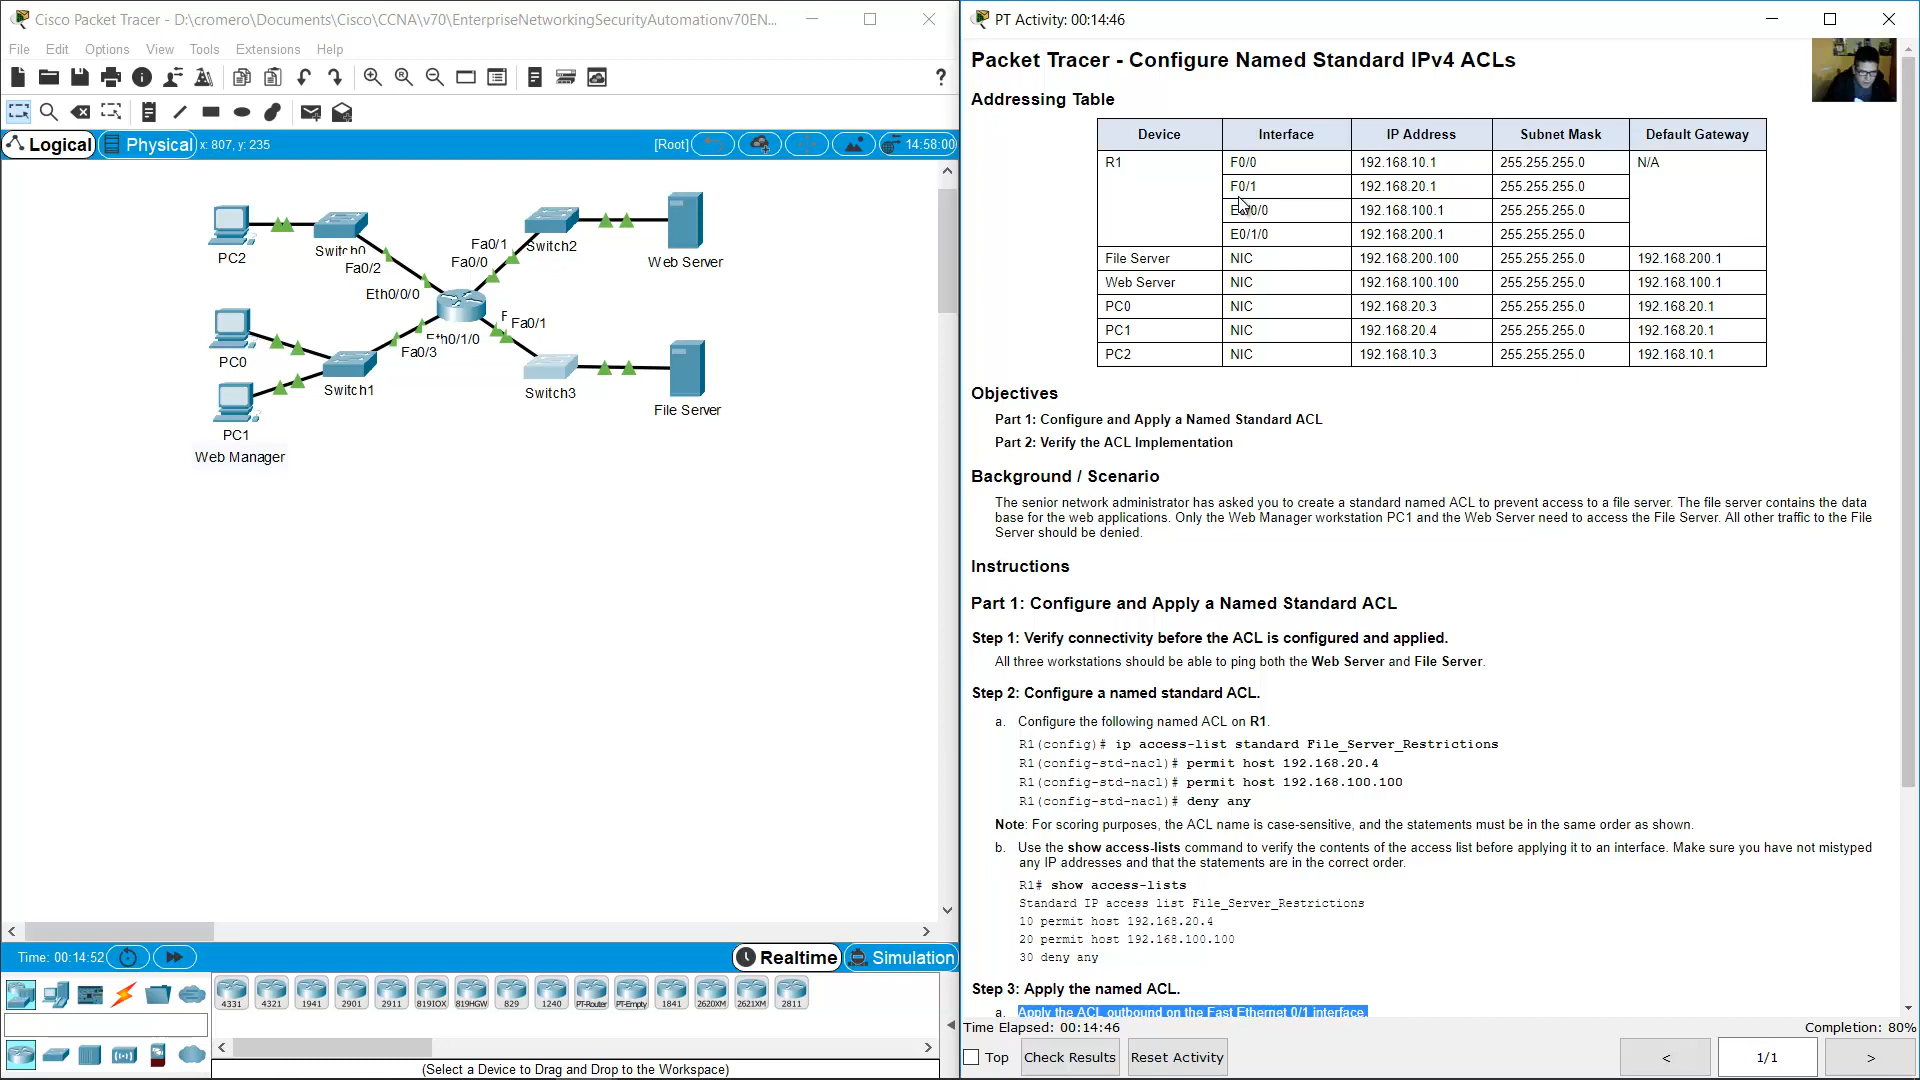 Cisco Packet Tracer - D:\cromero\Documents\Cisco\CCNA\v70\EnterpriseNetworkingSecurityAutomationv70EN...
File Edit Options View Tools Extensions Help
?
Logical Physical x: 807, y: 235 [Root] 14:58:00
PC2
Switch0
Fa0/2
Eth0/0/0
Fa0/1
Fa0/0
Switch2
Web Server
PC0
Eth0/1/0
Fa0/3
F
Fa0/1
Switch1
Switch3
File Server
PC1
Web Manager
Time: 00:14:52 Realtime Simulation
4331 4321 1941 2901 2911 819IOX 819HGW 829 1240 PT-Router PT-Empty 1841 2620XM 2621XM 2811
(Select a Device to Drag and Drop to the Workspace)
PT Activity: 00:14:46
Packet Tracer - Configure Named Standard IPv4 ACLs
Addressing Table
Device Interface IP Address Subnet Mask Default Gateway
R1 F0/0 192.168.10.1 255.255.255.0 N/A
F0/1 192.168.20.1 255.255.255.0
E0/0/0 192.168.100.1 255.255.255.0
E0/1/0 192.168.200.1 255.255.255.0
File Server NIC 192.168.200.100 255.255.255.0 192.168.200.1
Web Server NIC 192.168.100.100 255.255.255.0 192.168.100.1
PC0 NIC 192.168.20.3 255.255.255.0 192.168.20.1
PC1 NIC 192.168.20.4 255.255.255.0 192.168.20.1
PC2 NIC 192.168.10.3 255.255.255.0 192.168.10.1
Objectives
Part 1: Configure and Apply a Named Standard ACL
Part 2: Verify the ACL Implementation
Background / Scenario
The senior network administrator has asked you to create a standard named ACL to prevent access to a file server. The file server contains the data
base for the web applications. Only the Web Manager workstation PC1 and the Web Server need to access the File Server. All other traffic to the File
Server should be denied.
Instructions
Part 1: Configure and Apply a Named Standard ACL
Step 1: Verify connectivity before the ACL is configured and applied.
All three workstations should be able to ping both the Web Server and File Server.
Step 2: Configure a named standard ACL.
a. Configure the following named ACL on R1.
R1(config)# ip access-list standard File_Server_Restrictions
R1(config-std-nacl)# permit host 192.168.20.4
R1(config-std-nacl)# permit host 192.168.100.100
R1(config-std-nacl)# deny any
Note: For scoring purposes, the ACL name is case-sensitive, and the statements must be in the same order as shown.
b. Use the show access-lists command to verify the contents of the access list before applying it to an interface. Make sure you have not mistyped
any IP addresses and that the statements are in the correct order.
R1# show access-lists
Standard IP access list File_Server_Restrictions
10 permit host 192.168.20.4
20 permit host 192.168.100.100
30 deny any
Step 3: Apply the named ACL.
a. Apply the ACL outbound on the Fast Ethernet 0/1 interface.
Time Elapsed: 00:14:46 Completion: 80%
Top Check Results Reset Activity < 1/1 >